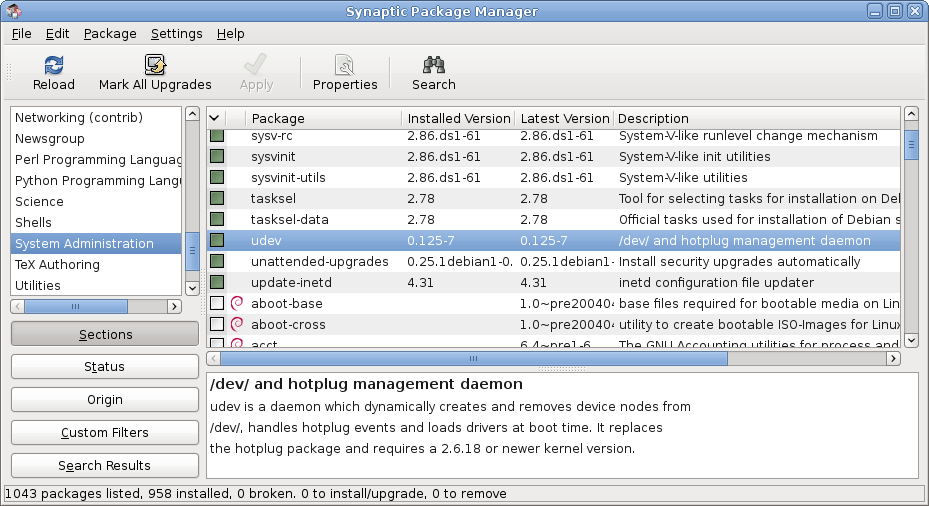 Synaptic Package Manager
File Edit Package Settings Help
Reload Mark All Upgrades Apply Properties Search
Networking (contrib)
Newsgroup
Perl Programming Languag
Python Programming Lang
Science
Shells
System Administration
TeX Authoring
Utilities
Sections
Status
Origin
Custom Filters
Search Results
Package Installed Version Latest Version Description
sysv-rc 2.86.ds1-61 2.86.ds1-61 System-V-like runlevel change mechanism
sysvinit 2.86.ds1-61 2.86.ds1-61 System-V-like init utilities
sysvinit-utils 2.86.ds1-61 2.86.ds1-61 System-V-like utilities
tasksel 2.78 2.78 Tool for selecting tasks for installation on Del
tasksel-data 2.78 2.78 Official tasks used for installation of Debian s
udev 0.125-7 0.125-7 /dev/ and hotplug management daemon
unattended-upgrades 0.25.1debian1-0. 0.25.1debian1- Install security upgrades automatically
update-inetd 4.31 4.31 inetd configuration file updater
aboot-base 1.0~pre20040 base files required for bootable media on Lin
aboot-cross 1.0~pre20040 utility to create bootable ISO-Images for Linux
acct 6.4~pre1-6 The GNU Accounting utilities for process and
/dev/ and hotplug management daemon
udev is a daemon which dynamically creates and removes device nodes from
/dev/, handles hotplug events and loads drivers at boot time. It replaces
the hotplug package and requires a 2.6.18 or newer kernel version.
1043 packages listed, 958 installed, 0 broken. 0 to install/upgrade, 0 to remove